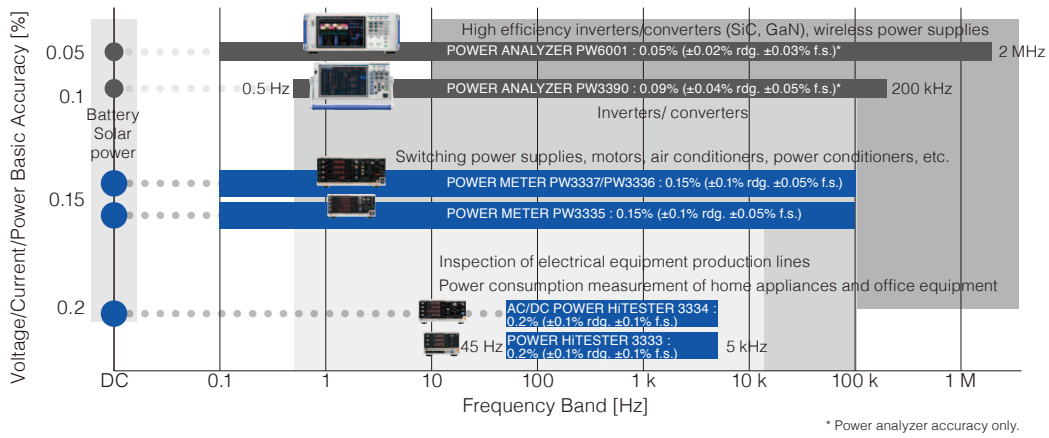 Voltage/Current/Power Basic Accuracy [%]
High efficiency inverters/converters (SiC, GaN), wireless power supplies
0.05
POWER ANALYZER PW6001 : 0.05% (±0.02% rdg. ±0.03% f.s.)*
2 MHz
0.1
0.5 Hz
POWER ANALYZER PW3390 : 0.09% (±0.04% rdg. ±0.05% f.s.)*
200 kHz
Battery
Solar
power
Inverters/ converters
Switching power supplies, motors, air conditioners, power conditioners, etc.
0.15
POWER METER PW3337/PW3336 : 0.15% (±0.1% rdg. ±0.05% f.s.)
POWER METER PW3335 : 0.15% (±0.1% rdg. ±0.05% f.s.)
Inspection of electrical equipment production lines
Power consumption measurement of home appliances and office equipment
0.2
AC/DC POWER HiTESTER 3334 :
0.2% (±0.1% rdg. ±0.1% f.s.)
45 Hz
POWER HiTESTER 3333 :
0.2% (±0.1% rdg. ±0.1% f.s.)
5 kHz
DC 0.1 1 10 100 1 k 10 k 100 k 1 M
Frequency Band [Hz]
* Power analyzer accuracy only.